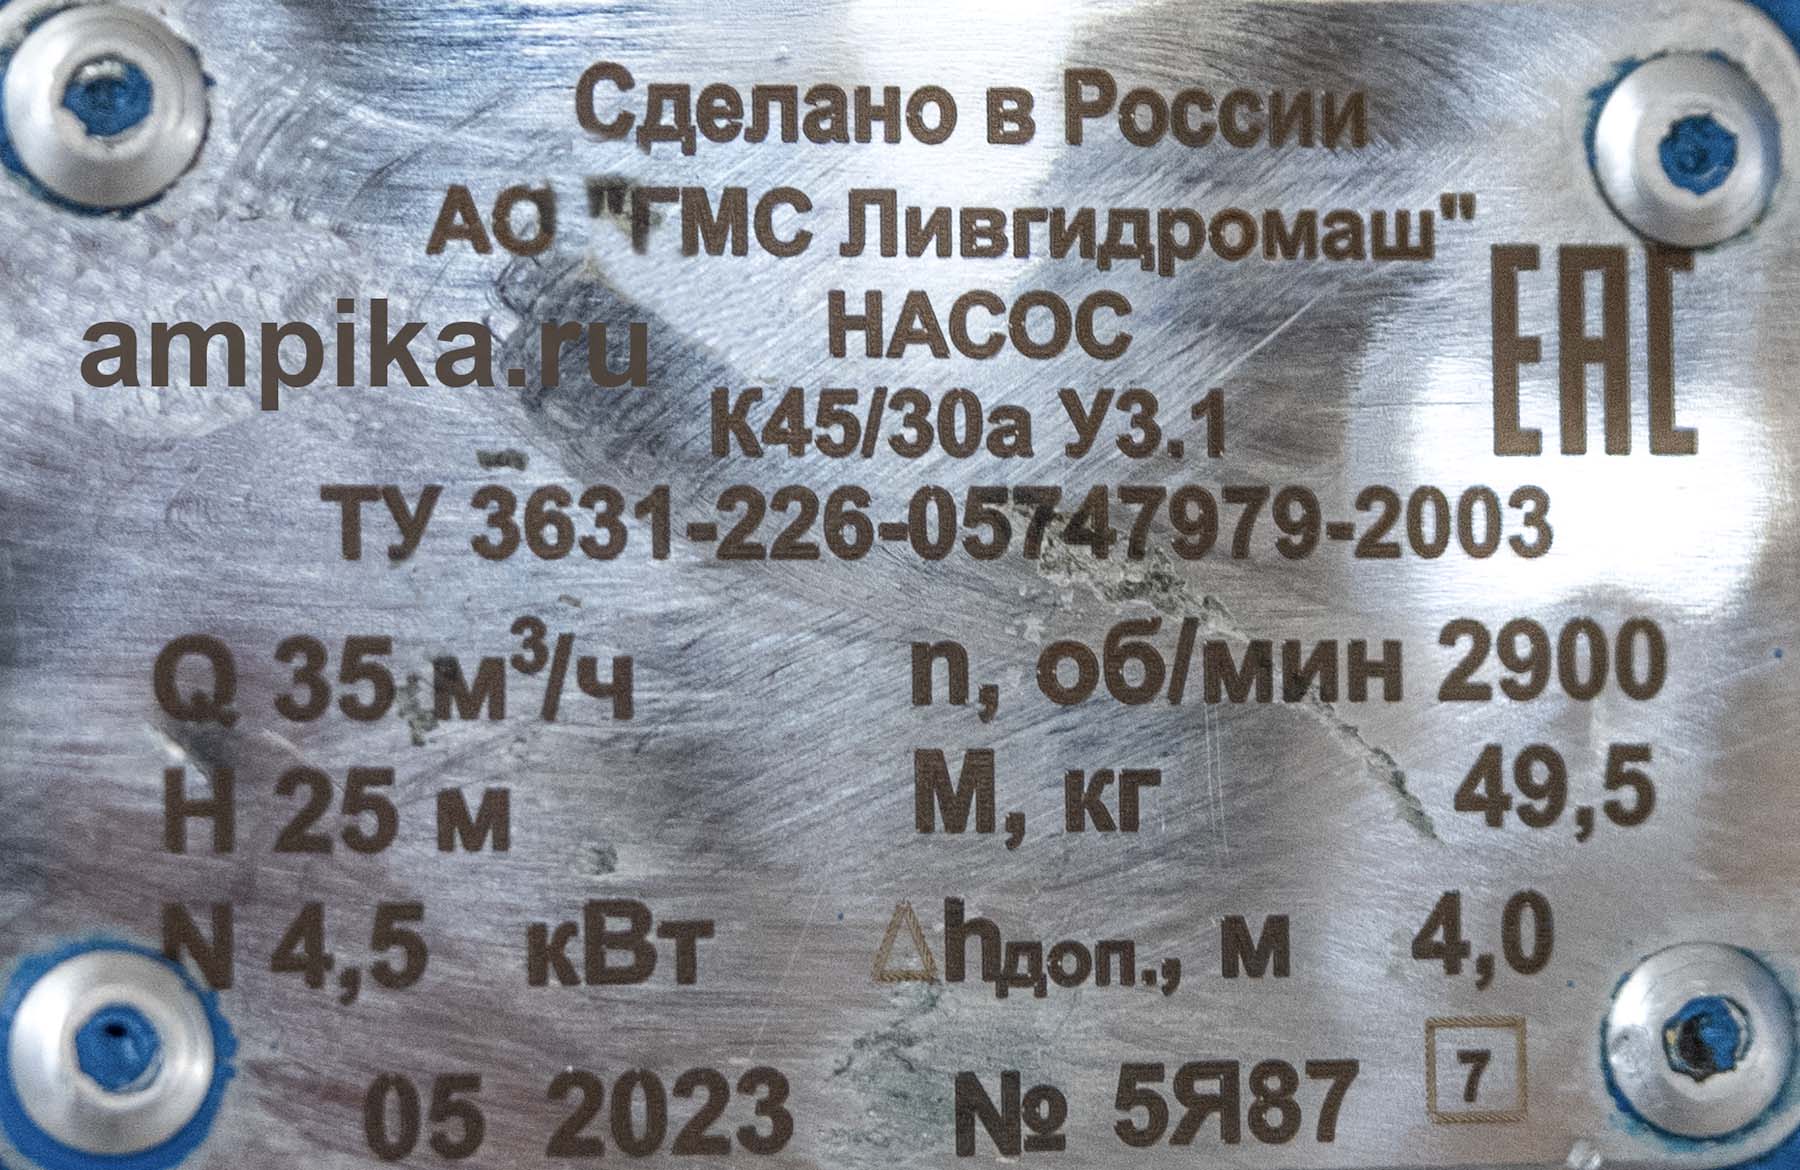 Сделано в России
АО "ГМС Ливгидромаш"
ampika.ru
НАСОС
ЕАС
К45/30а У3.1
ТУ 3631-226-05747979-2003
Q 35 м³/ч
n, об/мин 2900
H 25 м
М, кг 49,5
N 4,5 кВт
Δhдоп., м 4,0
05 2023
№ 5Я87
7